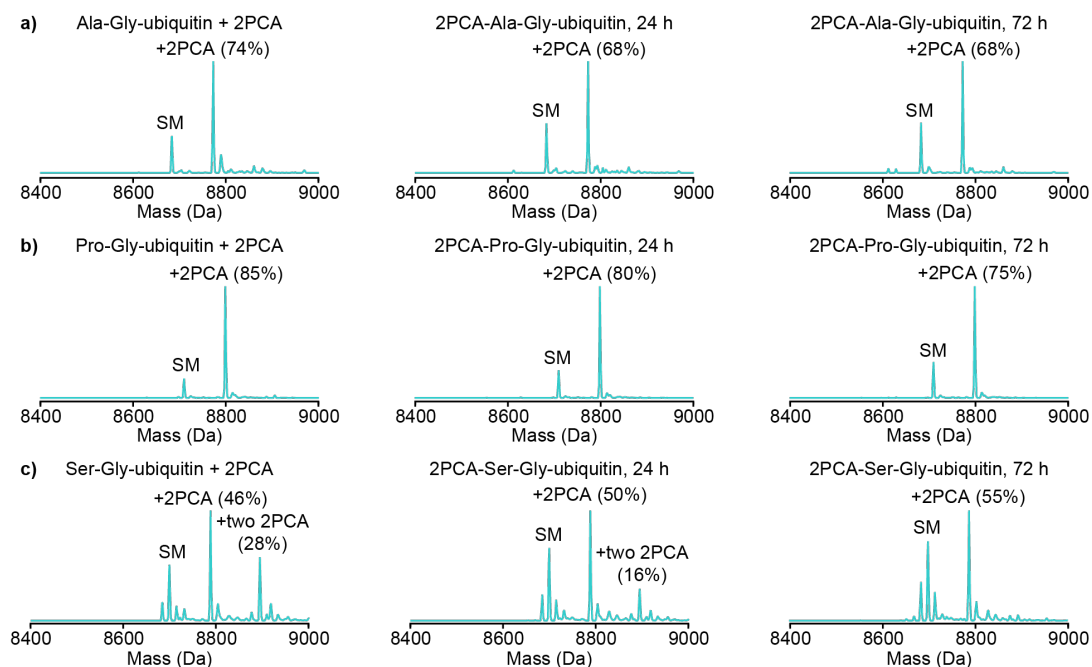 a) Ala-Gly-ubiquitin + 2PCA
+2PCA (74%)
SM
8400 8600 8800 9000
Mass (Da)
2PCA-Ala-Gly-ubiquitin, 24 h
+2PCA (68%)
SM
8400 8600 8800 9000
Mass (Da)
2PCA-Ala-Gly-ubiquitin, 72 h
+2PCA (68%)
SM
8400 8600 8800 9000
Mass (Da)
b) Pro-Gly-ubiquitin + 2PCA
+2PCA (85%)
SM
8400 8600 8800 9000
Mass (Da)
2PCA-Pro-Gly-ubiquitin, 24 h
+2PCA (80%)
SM
8400 8600 8800 9000
Mass (Da)
2PCA-Pro-Gly-ubiquitin, 72 h
+2PCA (75%)
SM
8400 8600 8800 9000
Mass (Da)
c) Ser-Gly-ubiquitin + 2PCA
+2PCA (46%)
+two 2PCA
(28%)
SM
8400 8600 8800 9000
Mass (Da)
2PCA-Ser-Gly-ubiquitin, 24 h
+2PCA (50%)
SM
+two 2PCA
(16%)
8400 8600 8800 9000
Mass (Da)
2PCA-Ser-Gly-ubiquitin, 72 h
+2PCA (55%)
SM
8400 8600 8800 9000
Mass (Da)